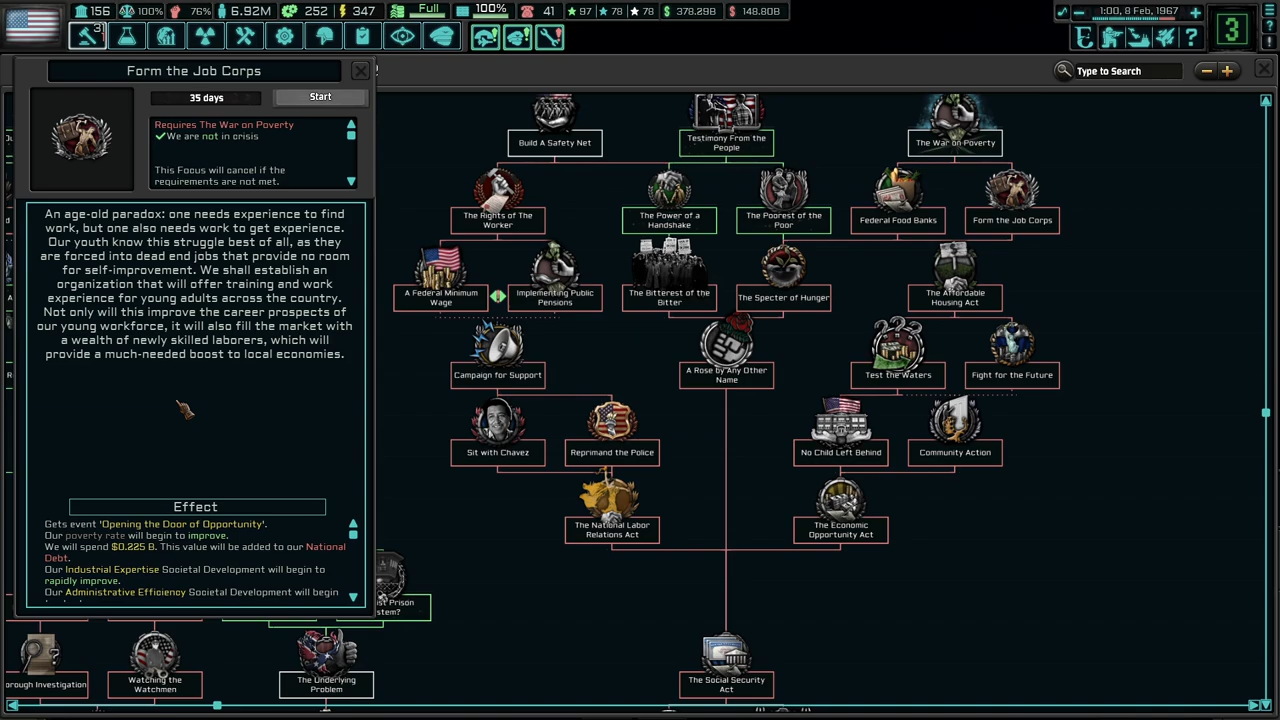 156 100% 76% 6.92M 252 347 Full 100% 41 97 78 78 $ 378.29B $ 148.80B 1:00, 8 Feb, 1967
3
Form the Job Corps
Type to Search
35 days Start
Requires The War on Poverty
We are not in crisis
This Focus will cancel if the
requirements are not met.
An age-old paradox: one needs experience to find
work, but one also needs work to get experience.
Our youth know this struggle best of all, as they
are forced into dead end jobs that provide no room
for self-improvement. We shall establish an
organization that will offer training and work
experience for young adults across the country.
Not only will this improve the career prospects of
our young workforce, it will also fill the market with
a wealth of newly skilled laborers, which will
provide a much-needed boost to local economies.
Effect
Gets event 'Opening the Door of Opportunity'.
Our poverty rate will begin to improve.
We will spend $0.225 B. This value will be added to our National
Debt.
Our Industrial Expertise Societal Development will begin to
rapidly improve.
Our Administrative Efficiency Societal Development will begin
Build A Safety Net
Testimony From the
People
The War on Poverty
The Rights of The
Worker
The Power of a
Handshake
The Poorest of the
Poor
Federal Food Banks
Form the Job Corps
A Federal Minimum
Wage
Implementing Public
Pensions
The Bitterest of the
Bitter
The Specter of Hunger
The Affordable
Housing Act
Campaign for Support
A Rose by Any Other
Name
Test the Waters
Fight for the Future
Sit with Chavez
Reprimand the Police
No Child Left Behind
Community Action
The National Labor
Relations Act
The Economic
Opportunity Act
Prison
orough Investigation
Watching the
Watchmen
The Underlying
Problem
The Social Security
Act